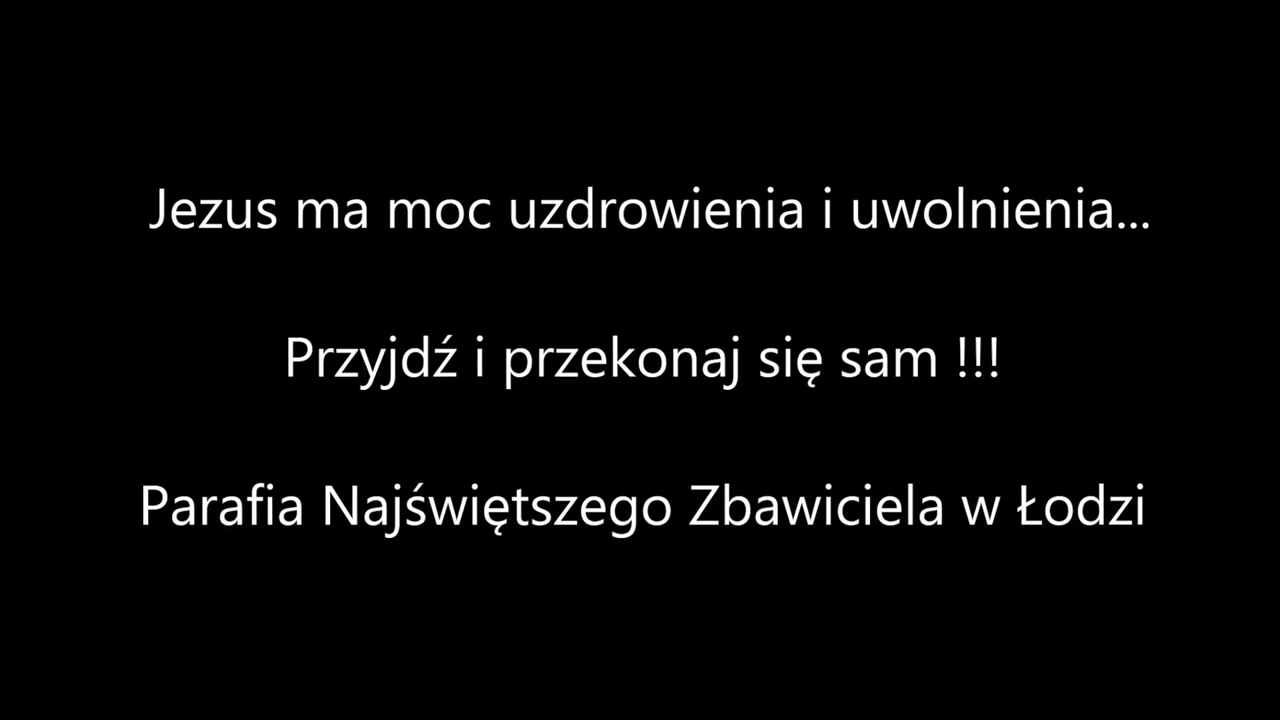 Jezus ma moc uzdrowienia i uwolnienia...
Przyjdź i przekonaj się sam !!!
Parafia Najświętszego Zbawiciela w Łodzi